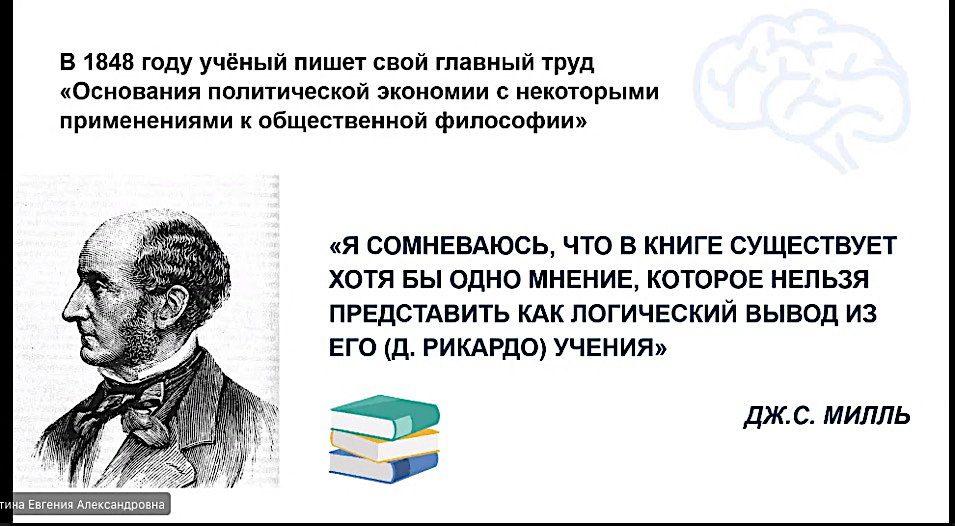 В 1848 году учёный пишет свой главный труд
«Основания политической экономии с некоторыми
применениями к общественной философии»
«Я СОМНЕВАЮСЬ, ЧТО В КНИГЕ СУЩЕСТВУЕТ
ХОТЯ БЫ ОДНО МНЕНИЕ, КОТОРОЕ НЕЛЬЗЯ
ПРЕДСТАВИТЬ КАК ЛОГИЧЕСКИЙ ВЫВОД ИЗ
ЕГО (Д. РИКАРДО) УЧЕНИЯ»
ДЖ.С. МИЛЛЬ
тина Евгения Александровна